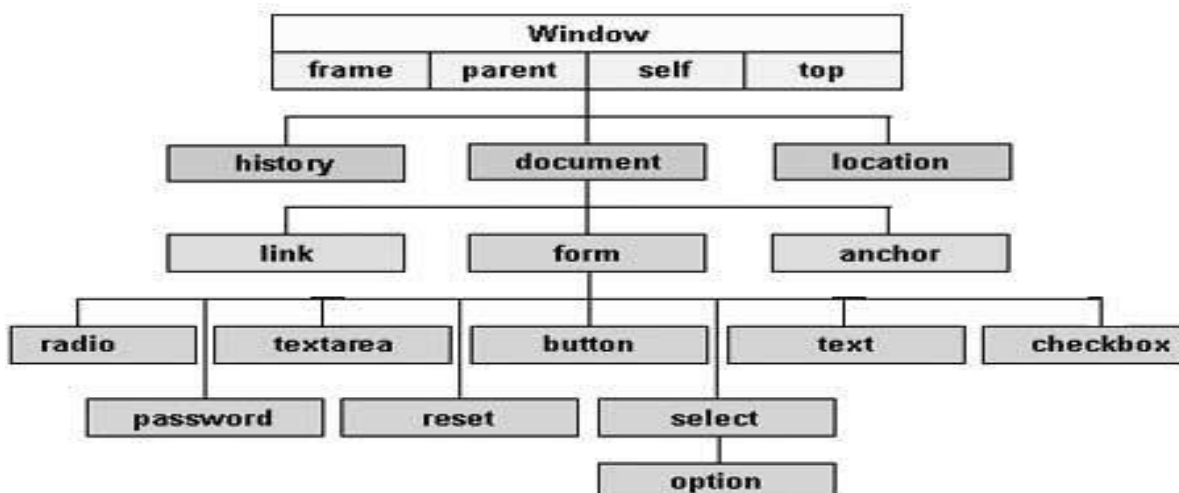 Window
frame parent self top
history document location
link form anchor
radio textarea button text checkbox
password reset select
option